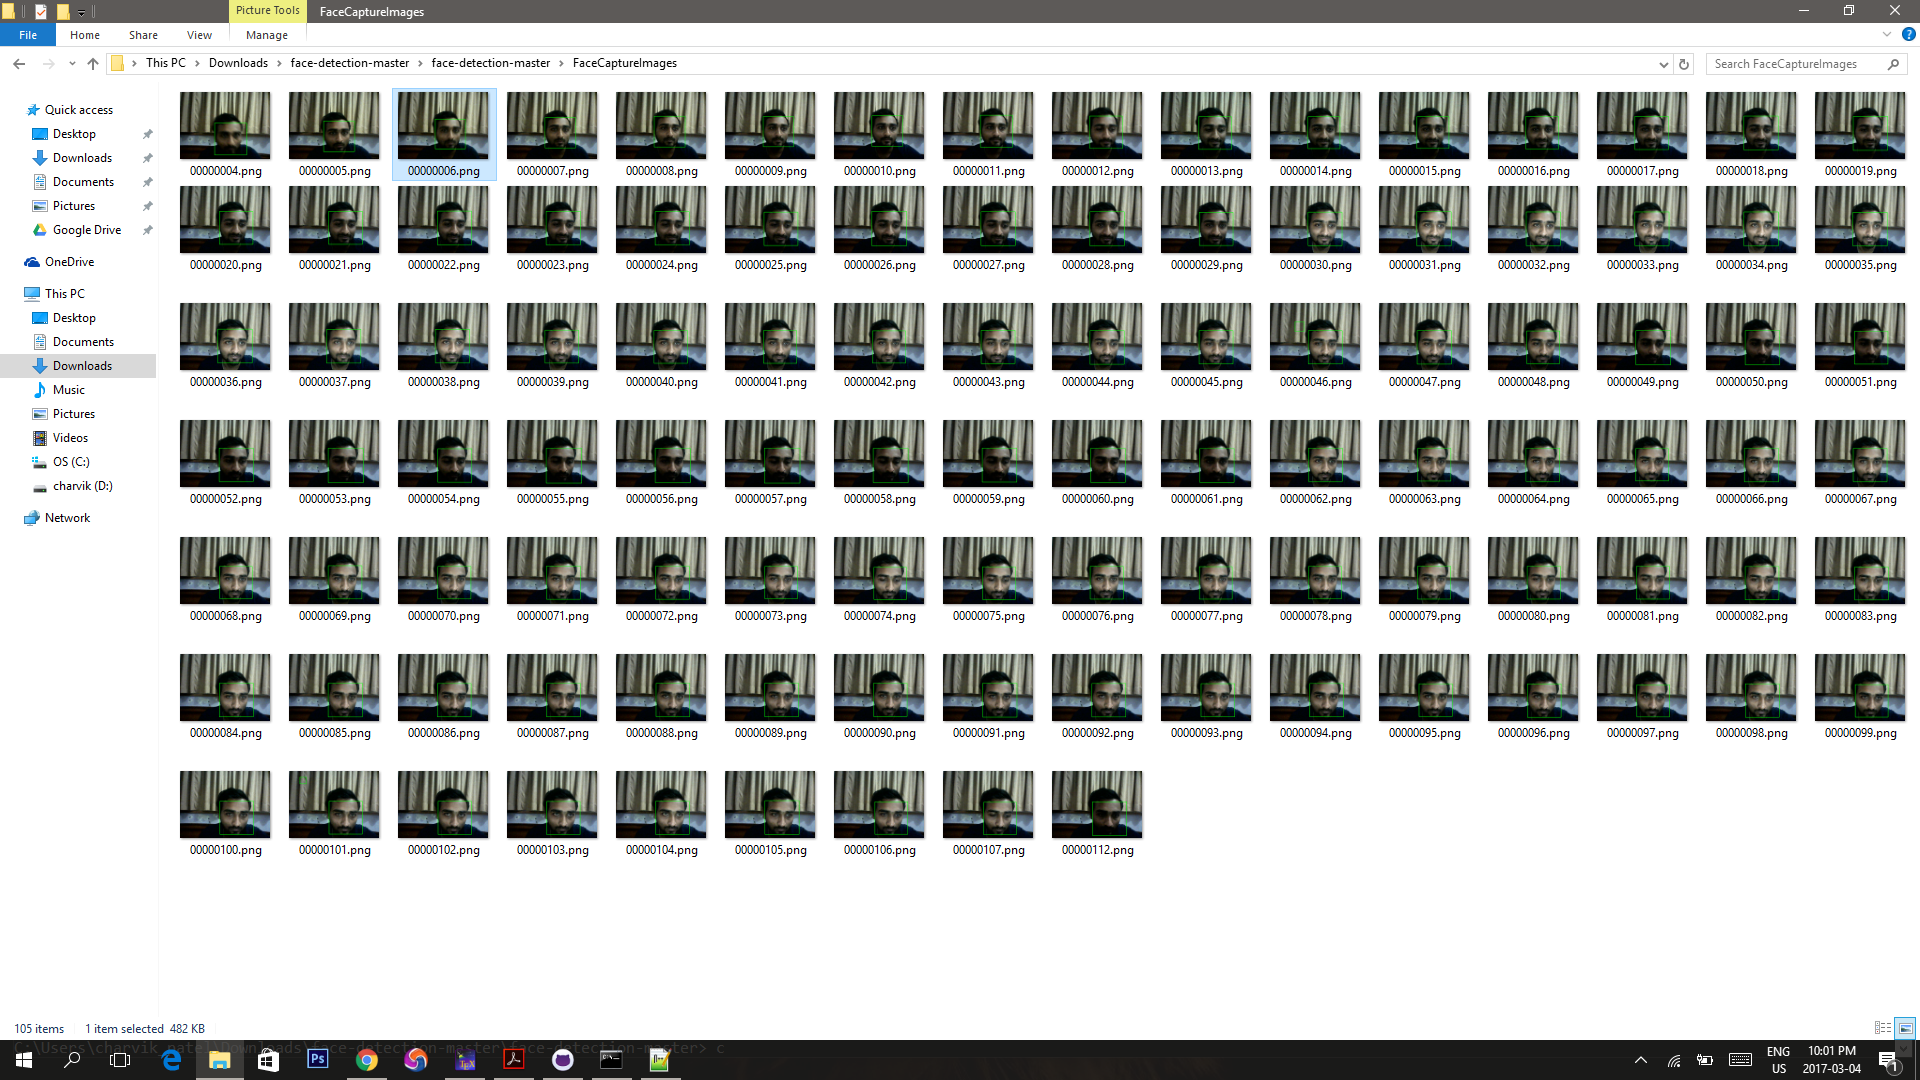 Picture Tools
FaceCaptureImages
File Home Share View Manage
This PC > Downloads > face-detection-master > face-detection-master > FaceCaptureImages
Search FaceCaptureImages
Quick access
Desktop
Downloads
Documents
Pictures
Google Drive
OneDrive
This PC
Desktop
Documents
Downloads
Music
Pictures
Videos
OS (C:)
charvik (D:)
Network
00000004.png 00000005.png 00000006.png 00000007.png 00000008.png 00000009.png 00000010.png 00000011.png 00000012.png 00000013.png 00000014.png 00000015.png 00000016.png 00000017.png 00000018.png 00000019.png
00000020.png 00000021.png 00000022.png 00000023.png 00000024.png 00000025.png 00000026.png 00000027.png 00000028.png 00000029.png 00000030.png 00000031.png 00000032.png 00000033.png 00000034.png 00000035.png
00000036.png 00000037.png 00000038.png 00000039.png 00000040.png 00000041.png 00000042.png 00000043.png 00000044.png 00000045.png 00000046.png 00000047.png 00000048.png 00000049.png 00000050.png 00000051.png
00000052.png 00000053.png 00000054.png 00000055.png 00000056.png 00000057.png 00000058.png 00000059.png 00000060.png 00000061.png 00000062.png 00000063.png 00000064.png 00000065.png 00000066.png 00000067.png
00000068.png 00000069.png 00000070.png 00000071.png 00000072.png 00000073.png 00000074.png 00000075.png 00000076.png 00000077.png 00000078.png 00000079.png 00000080.png 00000081.png 00000082.png 00000083.png
00000084.png 00000085.png 00000086.png 00000087.png 00000088.png 00000089.png 00000090.png 00000091.png 00000092.png 00000093.png 00000094.png 00000095.png 00000096.png 00000097.png 00000098.png 00000099.png
00000100.png 00000101.png 00000102.png 00000103.png 00000104.png 00000105.png 00000106.png 00000107.png 00000112.png
105 items 1 item selected 482 KB
C:\Users\charvik patel\Downloads\face-detection-master\face-detection-master> c
Ps
ENG
US
10:01 PM
2017-03-04
1